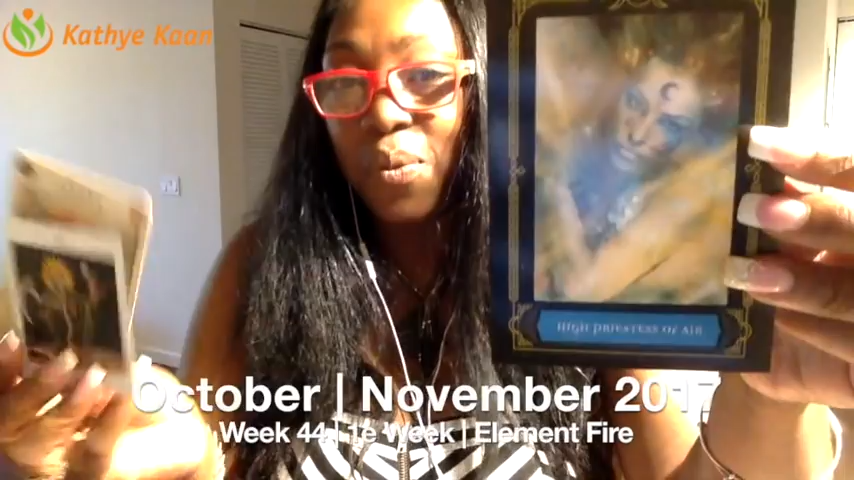 Kathye Kaan
HIGH PRIESTESS OF AIR
October | November 2017
Week 44 | 1e Week | Element Fire